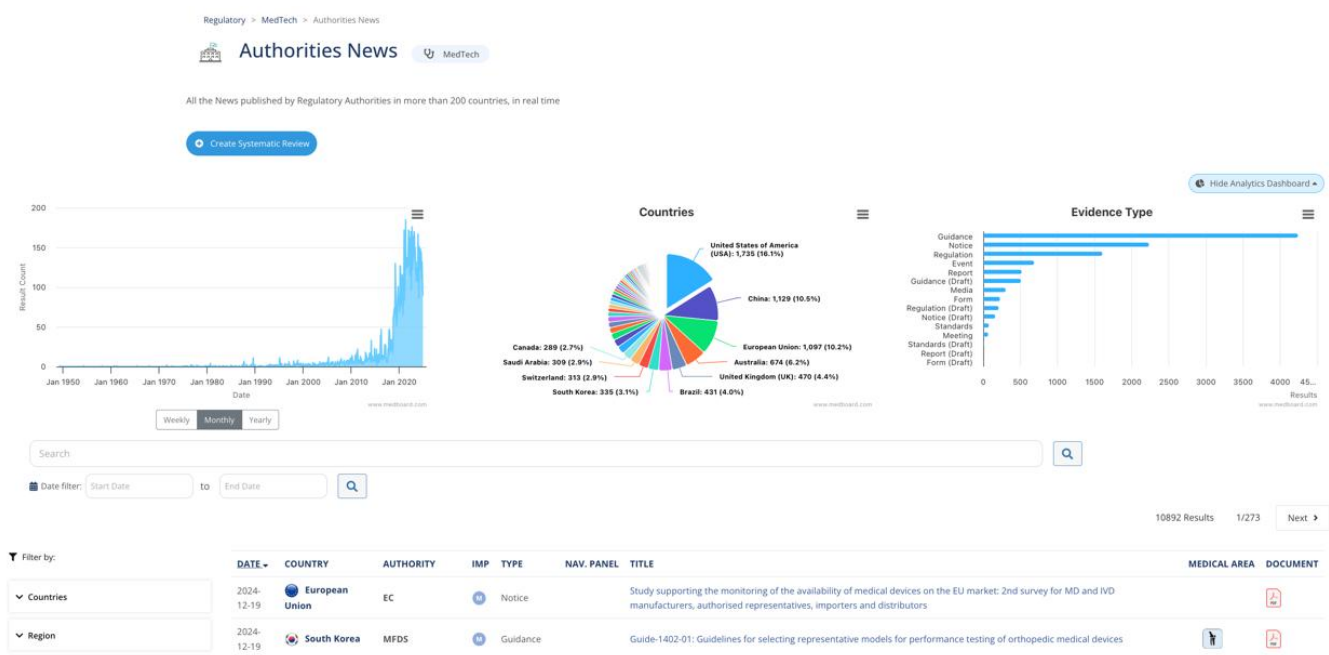 Regulatory > MedTech > Authorities News
Authorities News
MedTech
All the News published by Regulatory Authorities in more than 200 countries, in real time
Create Systematic Review
Hide Analytics Dashboard
200
150
100
50
0
Result Count
Jan 1950 Jan 1960 Jan 1970 Jan 1980 Jan 1990 Jan 2000 Jan 2010 Jan 2020
Date
www.medboard.com
Weekly Monthly Yearly
Countries
United States of America
(USA): 1,735 (16.1%)
China: 1,129 (10.5%)
European Union: 1,097 (10.2%)
Australia: 674 (6.2%)
United Kingdom (UK): 470 (4.4%)
Brazil: 431 (4.0%)
South Korea: 335 (3.1%)
Switzerland: 313 (2.9%)
Saudi Arabia: 309 (2.9%)
Canada: 289 (2.7%)
www.medboard.com
Evidence Type
Guidance
Notice
Regulation
Event
Report
Guidance (Draft)
Media
Form
Regulation (Draft)
Notice (Draft)
Standards
Meeting
Standards (Draft)
Report (Draft)
Form (Draft)
0 500 1000 1500 2000 2500 3000 3500 4000 45...
Results
www.medboard.com
Search
Date filter: Start Date to End Date
10892 Results 1/273 Next >
Filter by:
Countries
Region
DATE COUNTRY AUTHORITY IMP TYPE NAV. PANEL TITLE MEDICAL AREA DOCUMENT
2024-12-19 European Union EC M Notice Study supporting the monitoring of the availability of medical devices on the EU market: 2nd survey for MD and IVD
manufacturers, authorised representatives, importers and distributors
2024-12-19 South Korea MFDS M Guidance Guide-1402-01: Guidelines for selecting representative models for performance testing of orthopedic medical devices